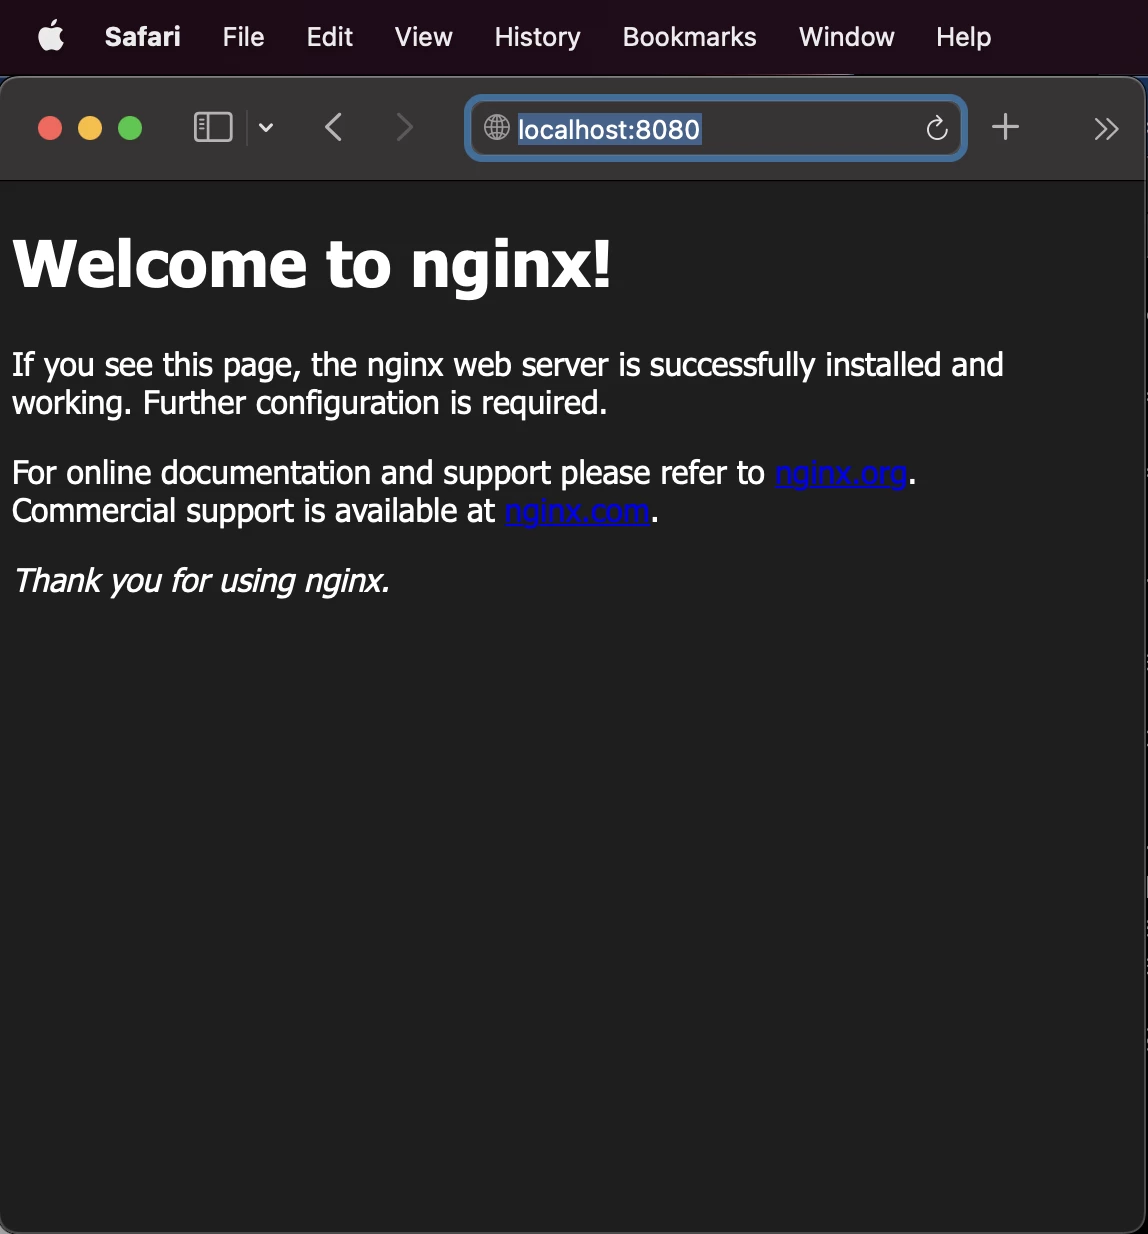 Safari File Edit View History Bookmarks Window Help
localhost:8080
Welcome to nginx!
If you see this page, the nginx web server is successfully installed and
working. Further configuration is required.
For online documentation and support please refer to nginx.org.
Commercial support is available at nginx.com.
Thank you for using nginx.